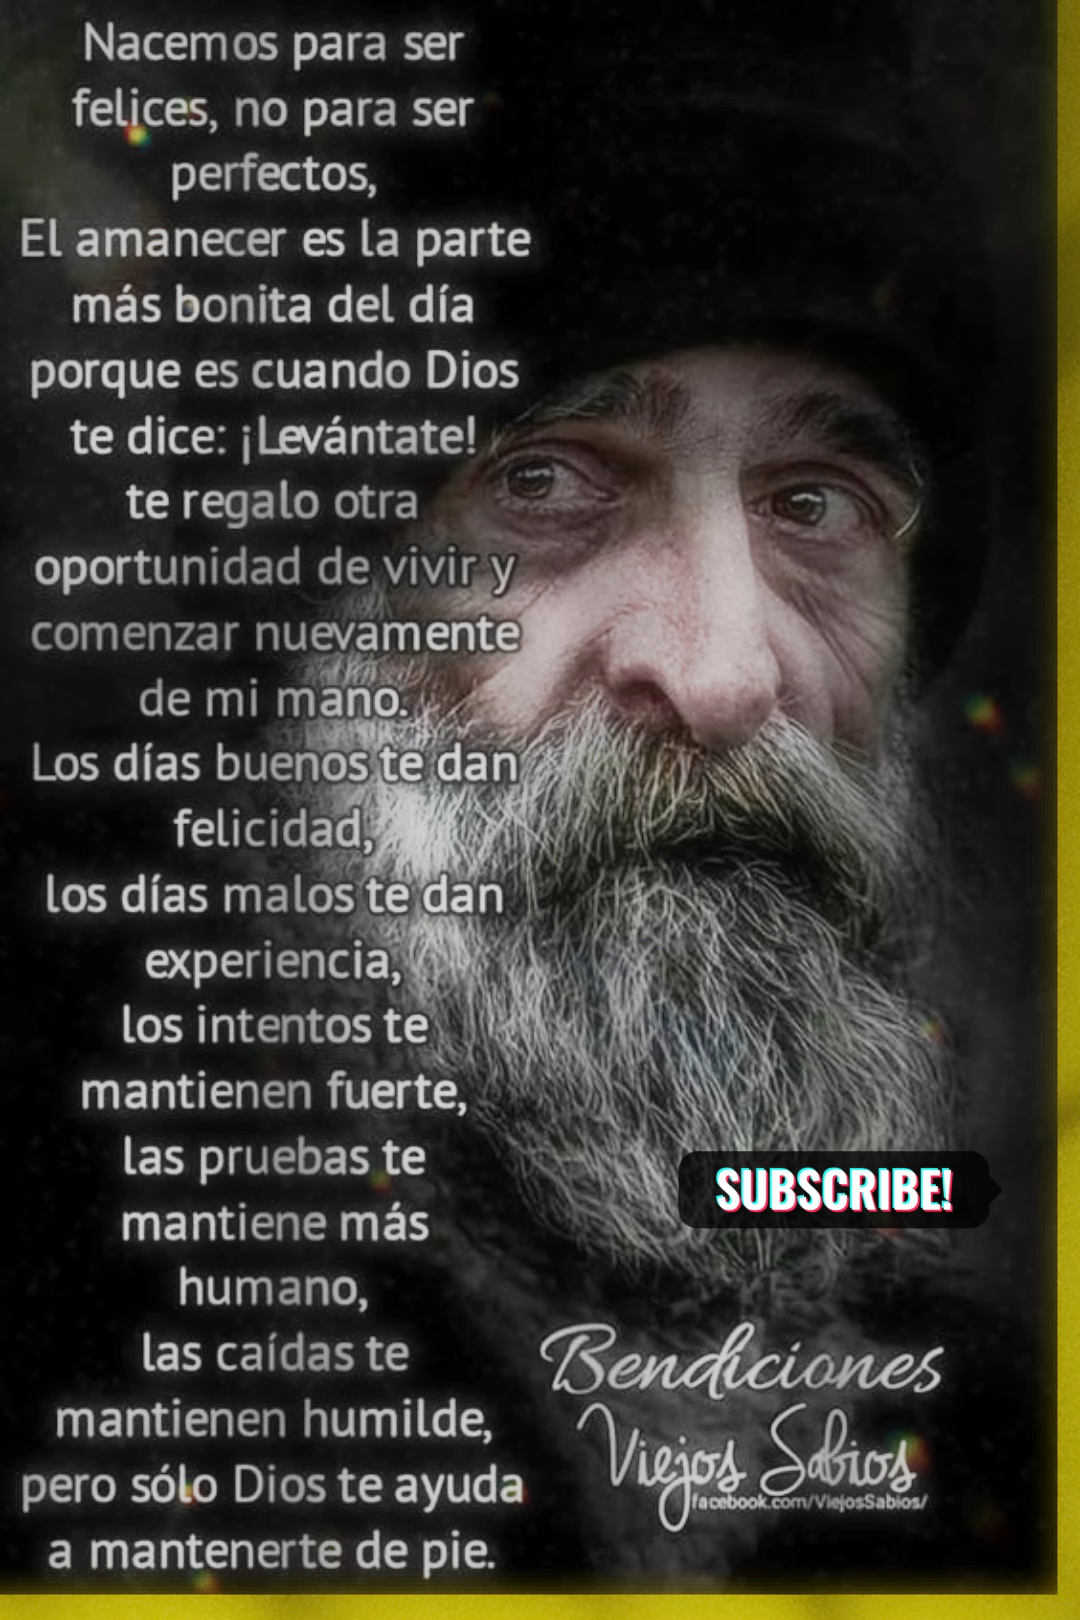 Nacemos para ser
felices, no para ser
perfectos,
El amanecer es la parte
más bonita del día
porque es cuando Dios
te dice: ¡Levántate!
te regalo otra
oportunidad de vivir y
comenzar nuevamente
de mi mano.
Los días buenos te dan
felicidad,
los días malos te dan
experiencia,
los intentos te
mantienen fuerte,
las pruebas te
mantiene más
humano,
las caídas te
mantienen humilde,
pero sólo Dios te ayuda
a mantenerte de pie.
SUBSCRIBE!
Bendiciones
Viejos Sabios
facebook.com/ViejosSabios/